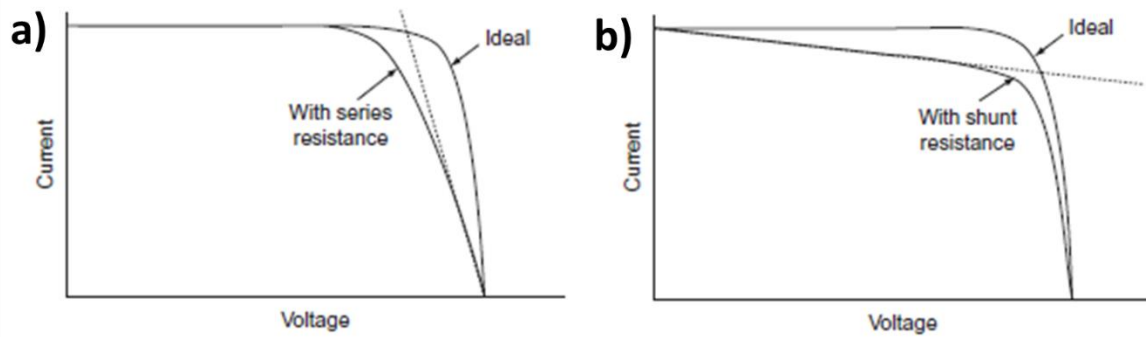 a)
Ideal
With series
resistance
Current
Voltage
b)
Ideal
With shunt
resistance
Current
Voltage